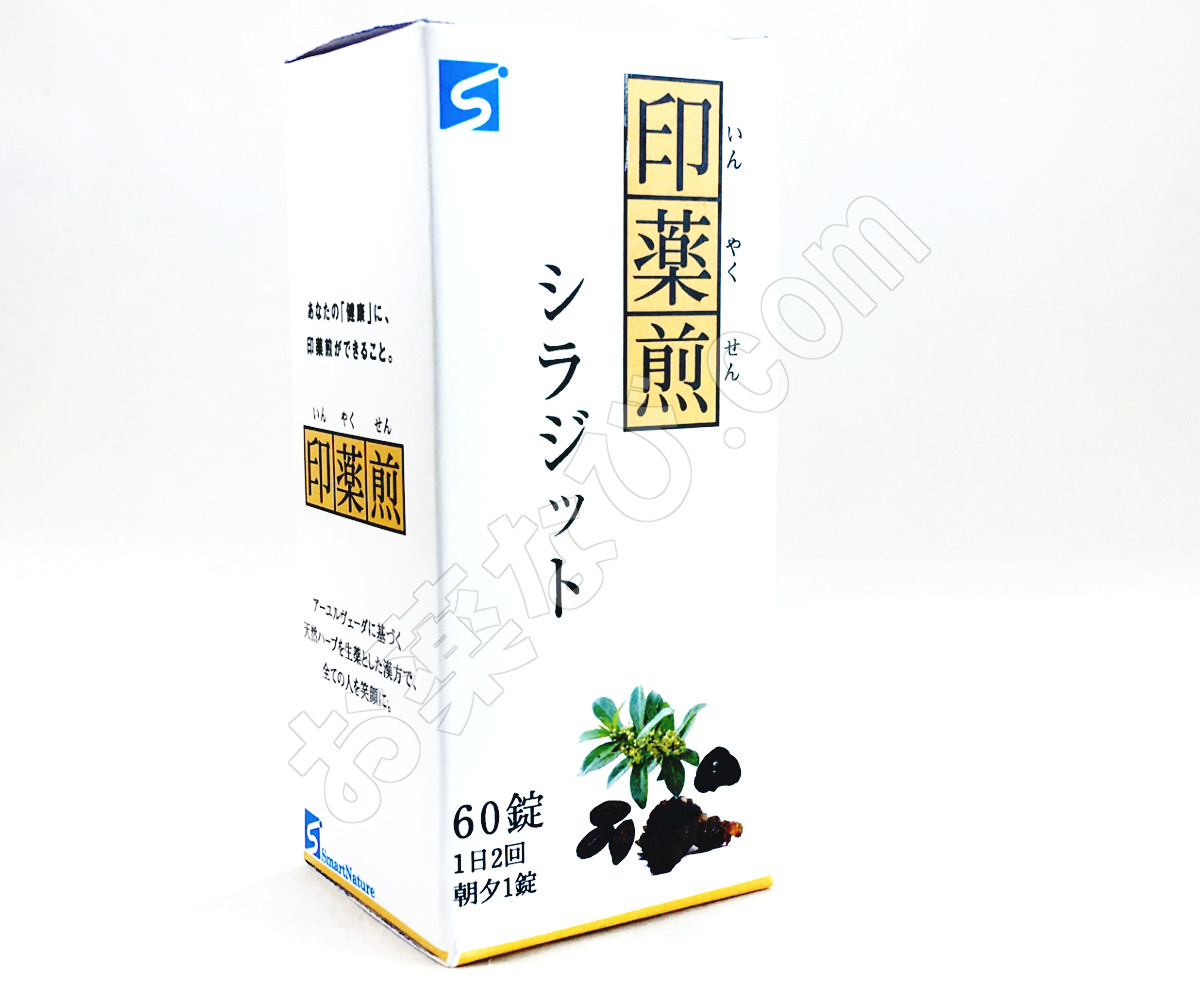 印薬煎
いん やく せん
シラジット
60錠
1日2回
朝夕1錠
あなたの「健康」に、
印薬煎ができること。
いん やく せん
印薬煎
アーユルヴェーダに基づく
天然ハーブを生薬とした漢方で、
全ての人を笑顔に。
SmartNature
お薬なび.com